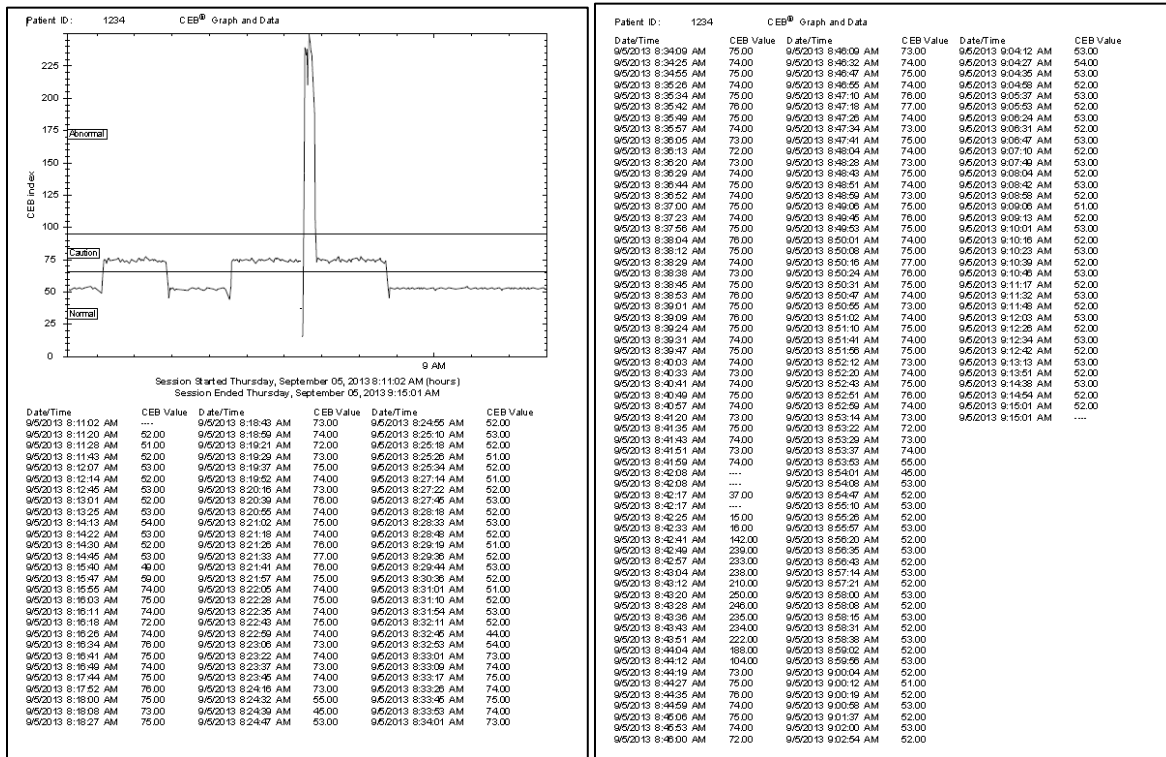 Patient ID: 1234 CEB® Graph and Data
225
200
175
150
125
100
75
50
25
0
CEB index
Abnormal
Caution
Normal
9 AM
Session Started Thursday, September 05, 2013 8:11:02 AM (hours)
Session Ended Thursday, September 05, 2013 9:15:01 AM
Date/Time CEB Value Date/Time CEB Value Date/Time CEB Value
9/5/2013 8:11:02 AM ---- 9/5/2013 8:18:43 AM 73.00 9/5/2013 8:24:55 AM 52.00
9/5/2013 8:11:20 AM 52.00 9/5/2013 8:18:59 AM 74.00 9/5/2013 8:25:10 AM 53.00
9/5/2013 8:11:28 AM 51.00 9/5/2013 8:19:21 AM 72.00 9/5/2013 8:25:18 AM 52.00
9/5/2013 8:11:43 AM 52.00 9/5/2013 8:19:29 AM 73.00 9/5/2013 8:25:26 AM 51.00
9/5/2013 8:12:07 AM 53.00 9/5/2013 8:19:37 AM 75.00 9/5/2013 8:25:34 AM 52.00
9/5/2013 8:12:14 AM 52.00 9/5/2013 8:19:52 AM 74.00 9/5/2013 8:27:14 AM 51.00
9/5/2013 8:12:45 AM 53.00 9/5/2013 8:20:16 AM 73.00 9/5/2013 8:27:22 AM 52.00
9/5/2013 8:13:01 AM 52.00 9/5/2013 8:20:39 AM 76.00 9/5/2013 8:27:45 AM 53.00
9/5/2013 8:13:25 AM 53.00 9/5/2013 8:20:55 AM 74.00 9/5/2013 8:28:18 AM 52.00
9/5/2013 8:14:13 AM 54.00 9/5/2013 8:21:02 AM 75.00 9/5/2013 8:28:33 AM 53.00
9/5/2013 8:14:22 AM 53.00 9/5/2013 8:21:18 AM 74.00 9/5/2013 8:28:48 AM 52.00
9/5/2013 8:14:30 AM 52.00 9/5/2013 8:21:26 AM 76.00 9/5/2013 8:29:19 AM 51.00
9/5/2013 8:14:45 AM 53.00 9/5/2013 8:21:33 AM 77.00 9/5/2013 8:29:36 AM 52.00
9/5/2013 8:15:40 AM 49.00 9/5/2013 8:21:41 AM 76.00 9/5/2013 8:29:44 AM 53.00
9/5/2013 8:15:47 AM 59.00 9/5/2013 8:21:57 AM 75.00 9/5/2013 8:30:36 AM 52.00
9/5/2013 8:15:55 AM 74.00 9/5/2013 8:22:05 AM 74.00 9/5/2013 8:31:01 AM 51.00
9/5/2013 8:16:03 AM 75.00 9/5/2013 8:22:28 AM 75.00 9/5/2013 8:31:10 AM 52.00
9/5/2013 8:16:11 AM 74.00 9/5/2013 8:22:35 AM 74.00 9/5/2013 8:31:54 AM 53.00
9/5/2013 8:16:18 AM 72.00 9/5/2013 8:22:43 AM 75.00 9/5/2013 8:32:11 AM 52.00
9/5/2013 8:16:26 AM 74.00 9/5/2013 8:22:59 AM 74.00 9/5/2013 8:32:45 AM 44.00
9/5/2013 8:16:34 AM 76.00 9/5/2013 8:23:06 AM 73.00 9/5/2013 8:32:53 AM 54.00
9/5/2013 8:16:41 AM 75.00 9/5/2013 8:23:22 AM 74.00 9/5/2013 8:33:01 AM 73.00
9/5/2013 8:16:49 AM 74.00 9/5/2013 8:23:37 AM 73.00 9/5/2013 8:33:09 AM 74.00
9/5/2013 8:17:44 AM 75.00 9/5/2013 8:23:45 AM 74.00 9/5/2013 8:33:17 AM 75.00
9/5/2013 8:17:52 AM 76.00 9/5/2013 8:24:16 AM 73.00 9/5/2013 8:33:26 AM 74.00
9/5/2013 8:18:00 AM 75.00 9/5/2013 8:24:32 AM 55.00 9/5/2013 8:33:45 AM 75.00
9/5/2013 8:18:08 AM 73.00 9/5/2013 8:24:39 AM 45.00 9/5/2013 8:33:53 AM 74.00
9/5/2013 8:18:27 AM 75.00 9/5/2013 8:24:47 AM 53.00 9/5/2013 8:34:01 AM 73.00
Patient ID: 1234 CEB® Graph and Data
Date/Time CEB Value Date/Time CEB Value Date/Time CEB Value
9/5/2013 8:34:09 AM 75.00 9/5/2013 8:46:09 AM 73.00 9/5/2013 9:04:12 AM 53.00
9/5/2013 8:34:25 AM 74.00 9/5/2013 8:46:32 AM 74.00 9/5/2013 9:04:27 AM 54.00
9/5/2013 8:34:55 AM 75.00 9/5/2013 8:46:47 AM 75.00 9/5/2013 9:04:35 AM 53.00
9/5/2013 8:35:26 AM 74.00 9/5/2013 8:46:55 AM 74.00 9/5/2013 9:04:58 AM 52.00
9/5/2013 8:35:34 AM 75.00 9/5/2013 8:47:10 AM 76.00 9/5/2013 9:05:37 AM 53.00
9/5/2013 8:35:42 AM 76.00 9/5/2013 8:47:18 AM 77.00 9/5/2013 9:05:53 AM 52.00
9/5/2013 8:35:49 AM 75.00 9/5/2013 8:47:26 AM 74.00 9/5/2013 9:06:24 AM 53.00
9/5/2013 8:35:57 AM 74.00 9/5/2013 8:47:34 AM 73.00 9/5/2013 9:06:31 AM 52.00
9/5/2013 8:36:05 AM 73.00 9/5/2013 8:47:41 AM 75.00 9/5/2013 9:06:47 AM 53.00
9/5/2013 8:36:13 AM 72.00 9/5/2013 8:48:04 AM 74.00 9/5/2013 9:07:10 AM 52.00
9/5/2013 8:36:20 AM 73.00 9/5/2013 8:48:28 AM 73.00 9/5/2013 9:07:49 AM 53.00
9/5/2013 8:36:29 AM 74.00 9/5/2013 8:48:43 AM 75.00 9/5/2013 9:08:04 AM 52.00
9/5/2013 8:36:44 AM 75.00 9/5/2013 8:48:51 AM 74.00 9/5/2013 9:08:42 AM 53.00
9/5/2013 8:36:52 AM 74.00 9/5/2013 8:48:59 AM 73.00 9/5/2013 9:08:58 AM 52.00
9/5/2013 8:37:00 AM 75.00 9/5/2013 8:49:06 AM 75.00 9/5/2013 9:09:06 AM 51.00
9/5/2013 8:37:23 AM 74.00 9/5/2013 8:49:45 AM 76.00 9/5/2013 9:09:13 AM 52.00
9/5/2013 8:37:56 AM 75.00 9/5/2013 8:49:53 AM 75.00 9/5/2013 9:10:01 AM 53.00
9/5/2013 8:38:04 AM 76.00 9/5/2013 8:50:01 AM 74.00 9/5/2013 9:10:16 AM 52.00
9/5/2013 8:38:12 AM 75.00 9/5/2013 8:50:08 AM 75.00 9/5/2013 9:10:23 AM 53.00
9/5/2013 8:38:29 AM 74.00 9/5/2013 8:50:16 AM 77.00 9/5/2013 9:10:39 AM 52.00
9/5/2013 8:38:38 AM 73.00 9/5/2013 8:50:24 AM 76.00 9/5/2013 9:10:46 AM 53.00
9/5/2013 8:38:45 AM 75.00 9/5/2013 8:50:31 AM 75.00 9/5/2013 9:11:17 AM 52.00
9/5/2013 8:38:53 AM 76.00 9/5/2013 8:50:47 AM 74.00 9/5/2013 9:11:32 AM 53.00
9/5/2013 8:39:01 AM 75.00 9/5/2013 8:50:55 AM 73.00 9/5/2013 9:11:48 AM 52.00
9/5/2013 8:39:09 AM 76.00 9/5/2013 8:51:02 AM 74.00 9/5/2013 9:12:03 AM 53.00
9/5/2013 8:39:24 AM 75.00 9/5/2013 8:51:10 AM 75.00 9/5/2013 9:12:26 AM 52.00
9/5/2013 8:39:31 AM 74.00 9/5/2013 8:51:41 AM 74.00 9/5/2013 9:12:34 AM 53.00
9/5/2013 8:39:47 AM 75.00 9/5/2013 8:51:56 AM 75.00 9/5/2013 9:12:42 AM 52.00
9/5/2013 8:40:03 AM 74.00 9/5/2013 8:52:12 AM 73.00 9/5/2013 9:13:13 AM 53.00
9/5/2013 8:40:33 AM 73.00 9/5/2013 8:52:20 AM 74.00 9/5/2013 9:13:51 AM 52.00
9/5/2013 8:40:41 AM 74.00 9/5/2013 8:52:43 AM 75.00 9/5/2013 9:14:38 AM 53.00
9/5/2013 8:40:49 AM 75.00 9/5/2013 8:52:51 AM 76.00 9/5/2013 9:14:54 AM 52.00
9/5/2013 8:40:57 AM 74.00 9/5/2013 8:52:59 AM 74.00 9/5/2013 9:15:01 AM 52.00
9/5/2013 8:41:20 AM 73.00 9/5/2013 8:53:14 AM 73.00 9/5/2013 9:15:01 AM ----
9/5/2013 8:41:35 AM 75.00 9/5/2013 8:53:22 AM 72.00
9/5/2013 8:41:43 AM 74.00 9/5/2013 8:53:29 AM 73.00
9/5/2013 8:41:51 AM 73.00 9/5/2013 8:53:37 AM 74.00
9/5/2013 8:41:59 AM 74.00 9/5/2013 8:53:53 AM 55.00
9/5/2013 8:42:08 AM ---- 9/5/2013 8:54:01 AM 45.00
9/5/2013 8:42:08 AM ---- 9/5/2013 8:54:08 AM 53.00
9/5/2013 8:42:17 AM 37.00 9/5/2013 8:54:47 AM 52.00
9/5/2013 8:42:17 AM ---- 9/5/2013 8:55:10 AM 53.00
9/5/2013 8:42:25 AM 15.00 9/5/2013 8:55:26 AM 52.00
9/5/2013 8:42:33 AM 16.00 9/5/2013 8:55:57 AM 53.00
9/5/2013 8:42:41 AM 142.00 9/5/2013 8:56:20 AM 52.00
9/5/2013 8:42:49 AM 239.00 9/5/2013 8:56:35 AM 53.00
9/5/2013 8:42:57 AM 233.00 9/5/2013 8:56:43 AM 52.00
9/5/2013 8:43:04 AM 238.00 9/5/2013 8:57:14 AM 53.00
9/5/2013 8:43:12 AM 210.00 9/5/2013 8:57:21 AM 52.00
9/5/2013 8:43:20 AM 250.00 9/5/2013 8:58:00 AM 53.00
9/5/2013 8:43:28 AM 246.00 9/5/2013 8:58:08 AM 52.00
9/5/2013 8:43:36 AM 235.00 9/5/2013 8:58:15 AM 53.00
9/5/2013 8:43:43 AM 234.00 9/5/2013 8:58:31 AM 52.00
9/5/2013 8:43:51 AM 222.00 9/5/2013 8:58:38 AM 53.00
9/5/2013 8:44:04 AM 188.00 9/5/2013 8:59:02 AM 52.00
9/5/2013 8:44:12 AM 104.00 9/5/2013 8:59:56 AM 53.00
9/5/2013 8:44:19 AM 73.00 9/5/2013 9:00:04 AM 52.00
9/5/2013 8:44:27 AM 75.00 9/5/2013 9:00:12 AM 51.00
9/5/2013 8:44:35 AM 76.00 9/5/2013 9:00:19 AM 52.00
9/5/2013 8:44:59 AM 74.00 9/5/2013 9:00:58 AM 53.00
9/5/2013 8:45:06 AM 75.00 9/5/2013 9:01:37 AM 52.00
9/5/2013 8:45:53 AM 74.00 9/5/2013 9:02:00 AM 53.00
9/5/2013 8:46:00 AM 72.00 9/5/2013 9:02:54 AM 52.00